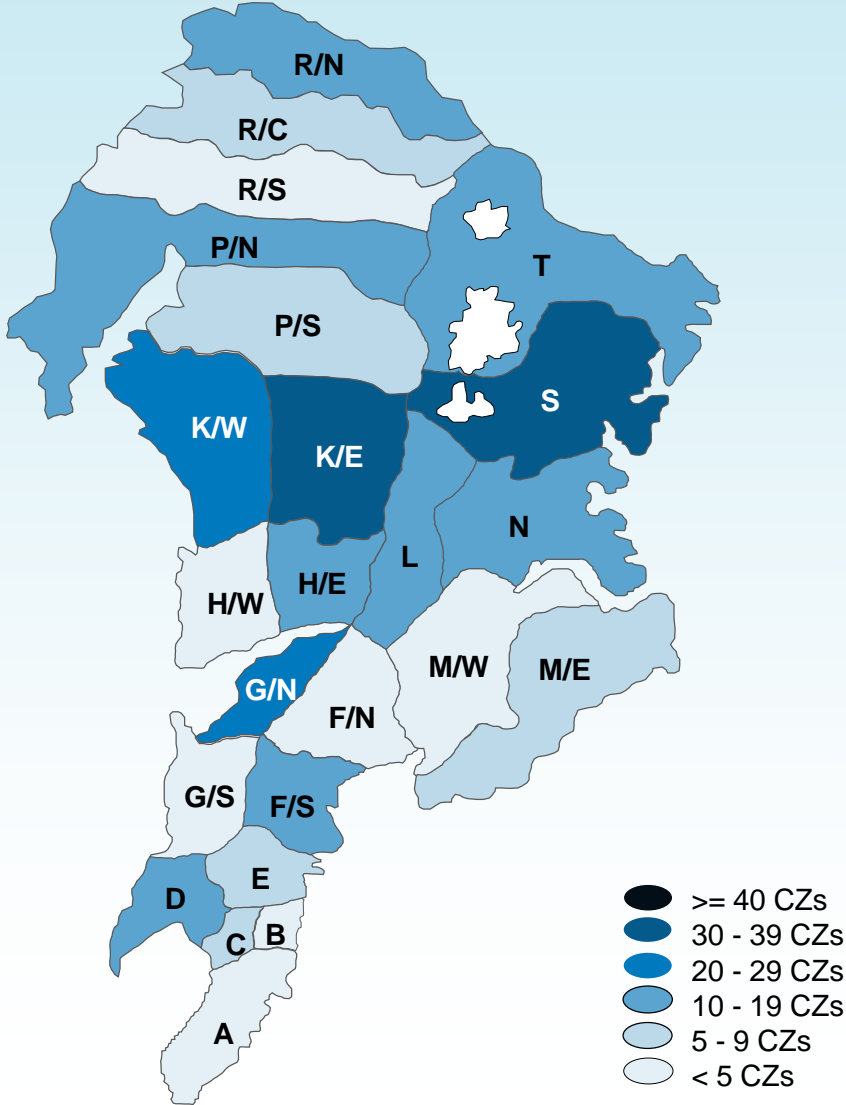 R/N
R/C
R/S
P/N
T
P/S
S
K/W
K/E
N
L
H/E
H/W
M/W
M/E
G/N
F/N
G/S
F/S
E
D
B
C
A
>= 40 CZs
30 - 39 CZs
20 - 29 CZs
10 - 19 CZs
5 - 9 CZs
< 5 CZs